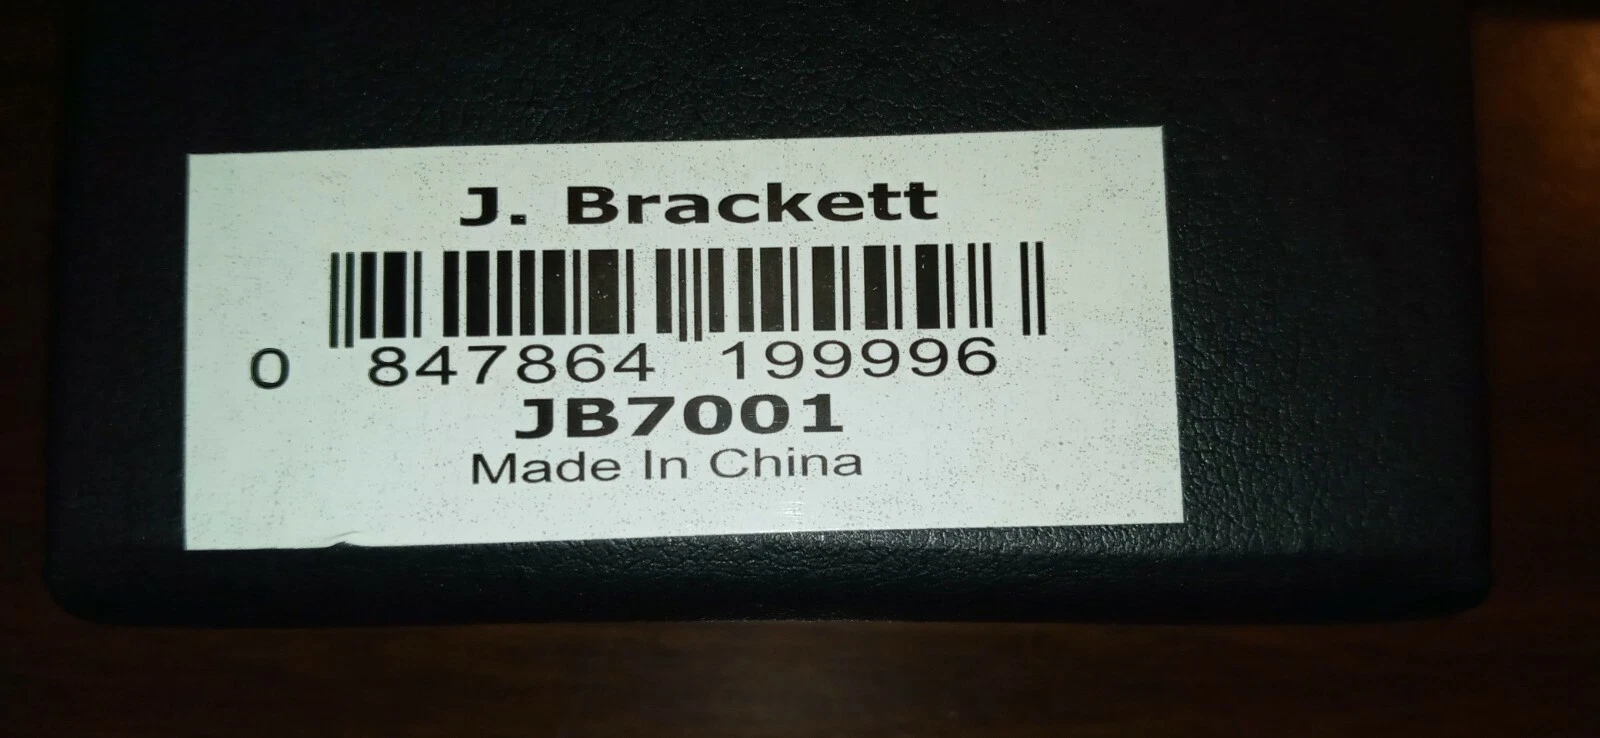 J. Brackett
0 847864 199996
JB7001
Made In China